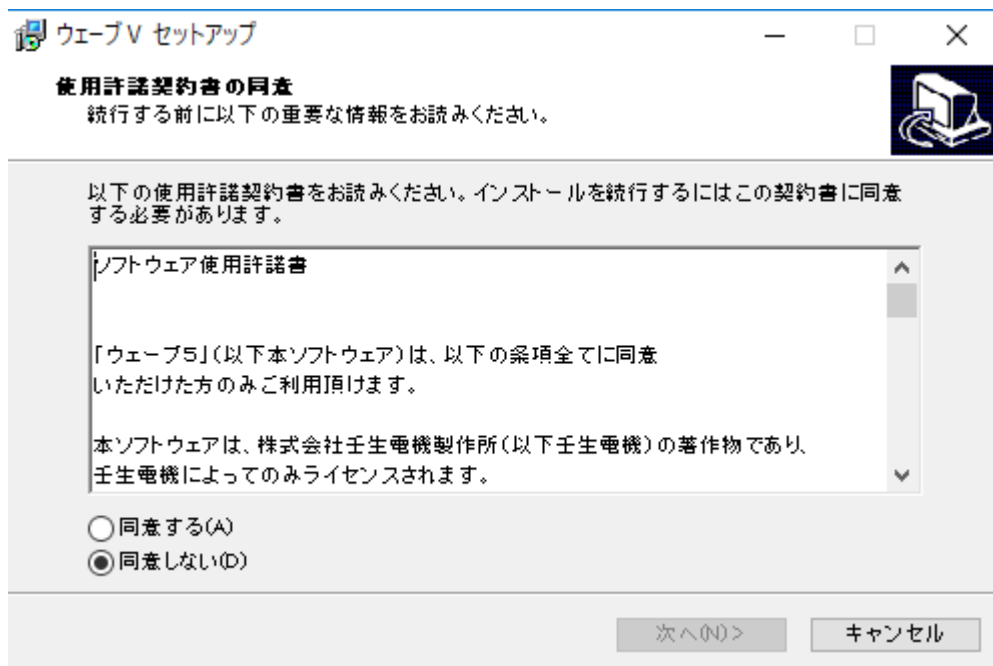 ウェーブV セットアップ
使用許諾契約書の同意
続行する前に以下の重要な情報をお読みください。
以下の使用許諾契約書をお読みください。インストールを続行するにはこの契約書に同意
する必要があります。
ソフトウェア使用許諾書
「ウェーブ5」(以下本ソフトウェア)は、以下の条項全てに同意
いただけた方のみご利用頂けます。
本ソフトウェアは、株式会社壬生電機製作所(以下壬生電機)の著作物であり、
壬生電機によってのみライセンスされます。
同意する(A)
同意しない(D)
次へ(N) >
キャンセル